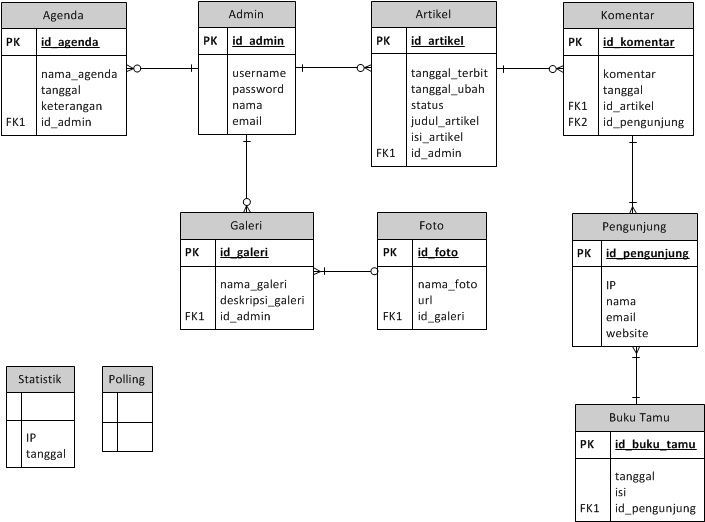 Agenda
PK id_agenda
nama_agenda
tanggal
keterangan
FK1 id_admin
Admin
PK id_admin
username
password
nama
email
Artikel
PK id_artikel
tanggal_terbit
tanggal_ubah
status
judul_artikel
isi_artikel
FK1 id_admin
Komentar
PK id_komentar
komentar
tanggal
FK1 id_artikel
FK2 id_pengunjung
Galeri
PK id_galeri
nama_galeri
deskripsi_galeri
FK1 id_admin
Foto
PK id_foto
nama_foto
url
FK1 id_galeri
Pengunjung
PK id_pengunjung
IP
nama
email
website
Statistik
IP
tanggal
Polling
Buku Tamu
PK id_buku_tamu
tanggal
isi
FK1 id_pengunjung